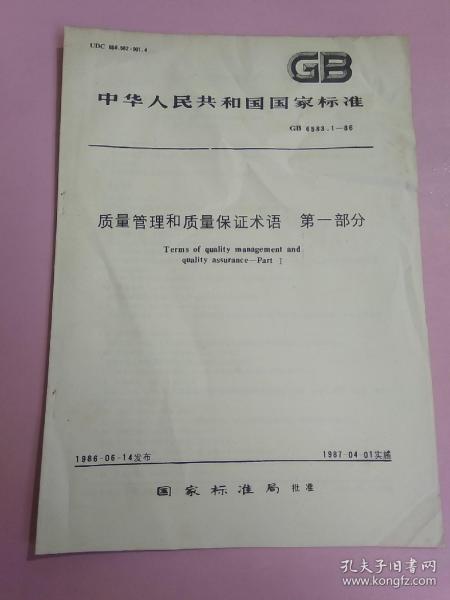 UDC 658.562-001.4
GB
中华人民共和国国家标准
GB 6583.1—86
质量管理和质量保证术语 第一部分
Terms of quality management and
quality assurance—Part I
1986-06-14发布
1987-04-01实施
国家标准局 批准
孔夫子旧书网
www.kongfz.com